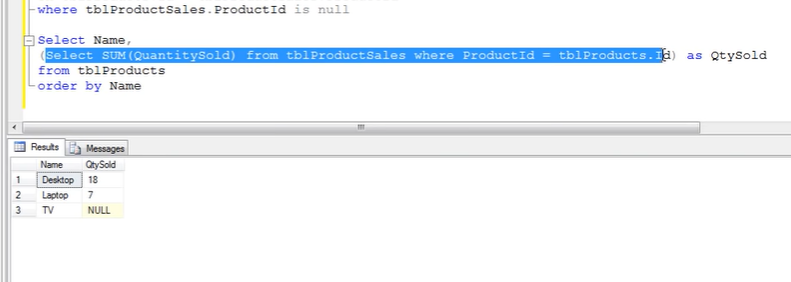 where tblProductSales.ProductId is null
Select Name,
(Select SUM(QuantitySold) from tblProductSales where ProductId = tblProducts.Id) as QtySold
from tblProducts
order by Name
Results Messages
Name QtySold
1 Desktop 18
2 Laptop 7
3 TV NULL